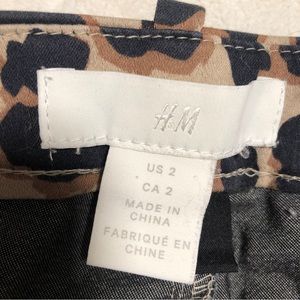 H&M
US 2
CA 2
MADE IN
CHINA
FABRIQUÉ EN
CHINE